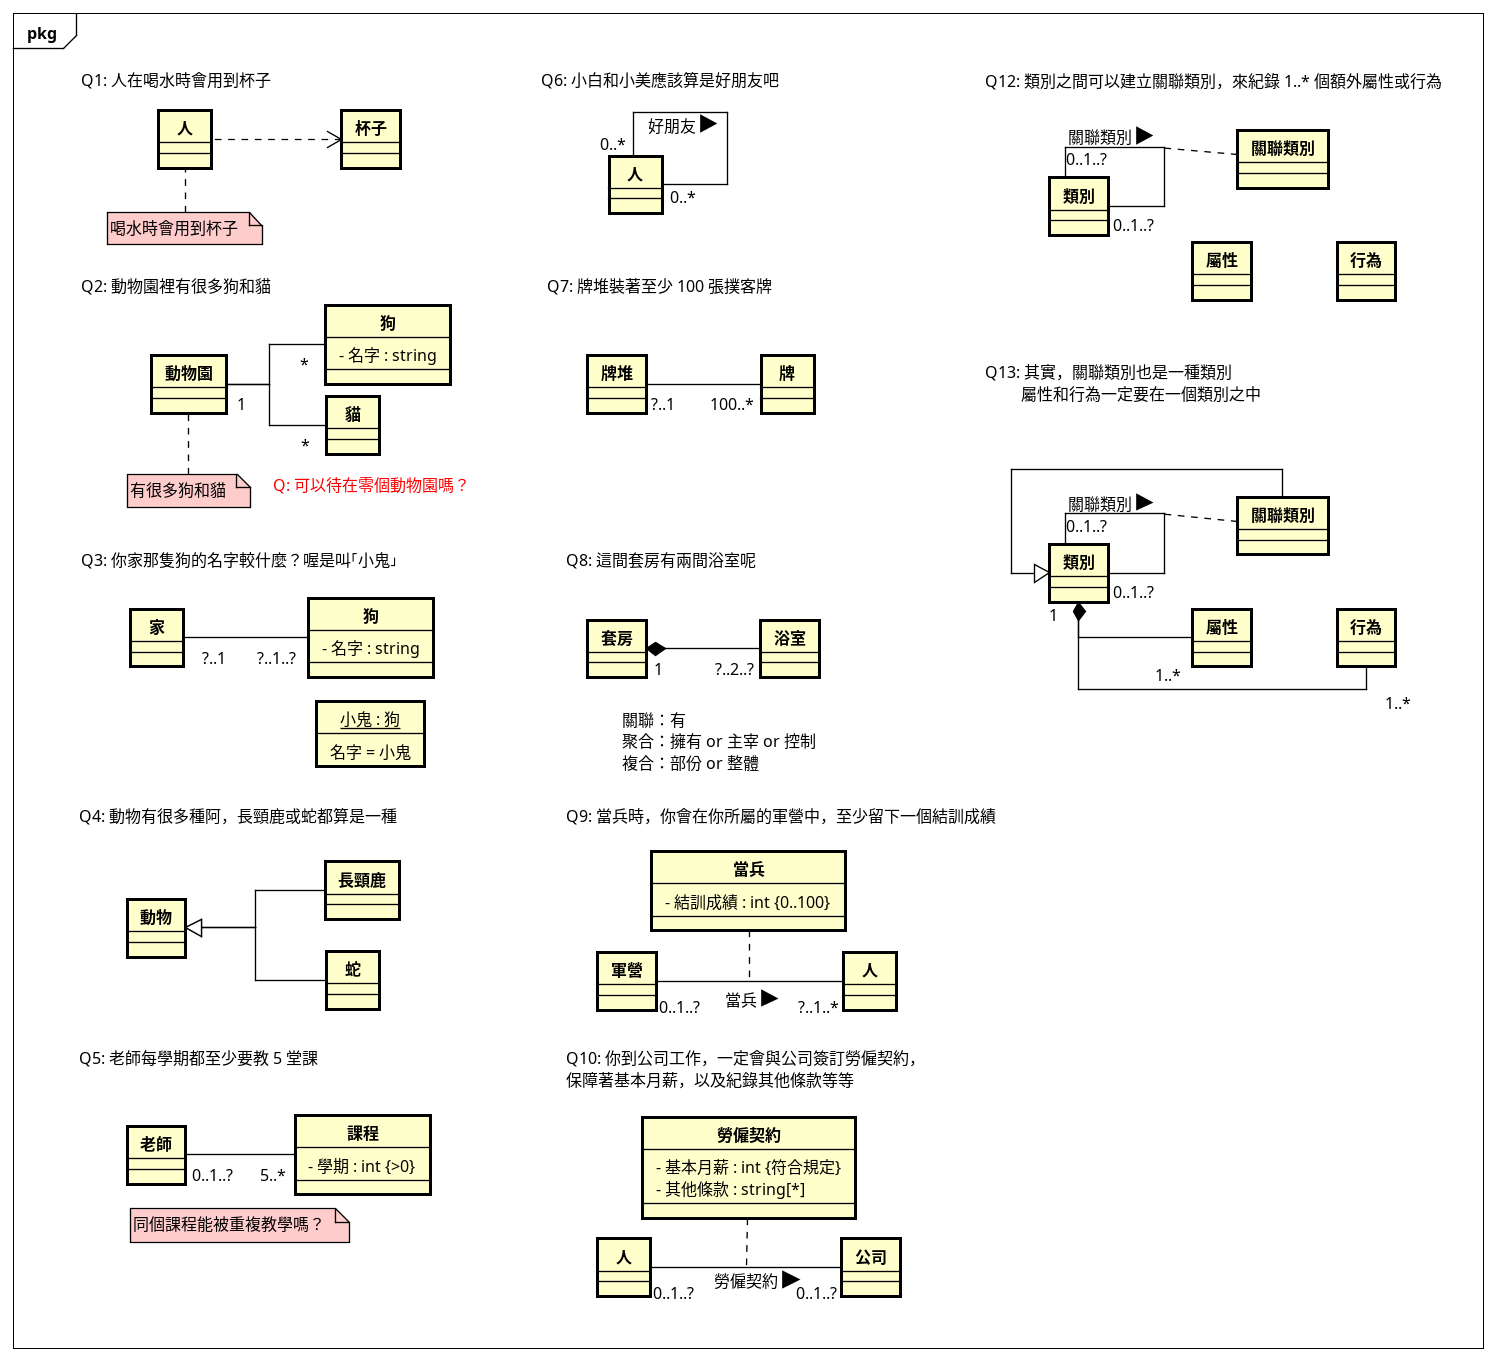 pkg
Q1: 人在喝水時會用到杯子
人
杯子
喝水時會用到杯子
Q2: 動物園裡有很多狗和貓
狗
- 名字 : string
動物園
*
1
貓
*
有很多狗和貓
Q: 可以待在零個動物園嗎？
Q3: 你家那隻狗的名字較什麼？喔是叫「小鬼」
家
狗
- 名字 : string
?..1
?..1..?
小鬼 : 狗
名字 = 小鬼
Q4: 動物有很多種阿，長頸鹿或蛇都算是一種
長頸鹿
動物
蛇
Q5: 老師每學期都至少要教 5 堂課
老師
課程
- 學期 : int {>0}
0..1..?
5..*
同個課程能被重複教學嗎？
Q6: 小白和小美應該算是好朋友吧
好朋友
0..*
人
0..*
Q7: 牌堆裝著至少 100 張撲客牌
牌堆
牌
?..1
100..*
Q8: 這間套房有兩間浴室呢
套房
浴室
1
?..2..?
關聯：有
聚合：擁有 or 主宰 or 控制
複合：部份 or 整體
Q9: 當兵時，你會在你所屬的軍營中，至少留下一個結訓成績
當兵
- 結訓成績 : int {0..100}
軍營
人
0..1..?
當兵
?..1..*
Q10: 你到公司工作，一定會與公司簽訂勞僱契約，
保障著基本月薪，以及紀錄其他條款等等
勞僱契約
- 基本月薪 : int {符合規定}
- 其他條款 : string[*]
人
公司
勞僱契約
0..1..?
0..1..?
Q12: 類別之間可以建立關聯類別，來紀錄 1..* 個額外屬性或行為
關聯類別
0..1..?
關聯類別
類別
0..1..?
屬性
行為
Q13: 其實，關聯類別也是一種類別
屬性和行為一定要在一個類別之中
關聯類別
0..1..?
關聯類別
類別
0..1..?
1
屬性
行為
1..*
1..*